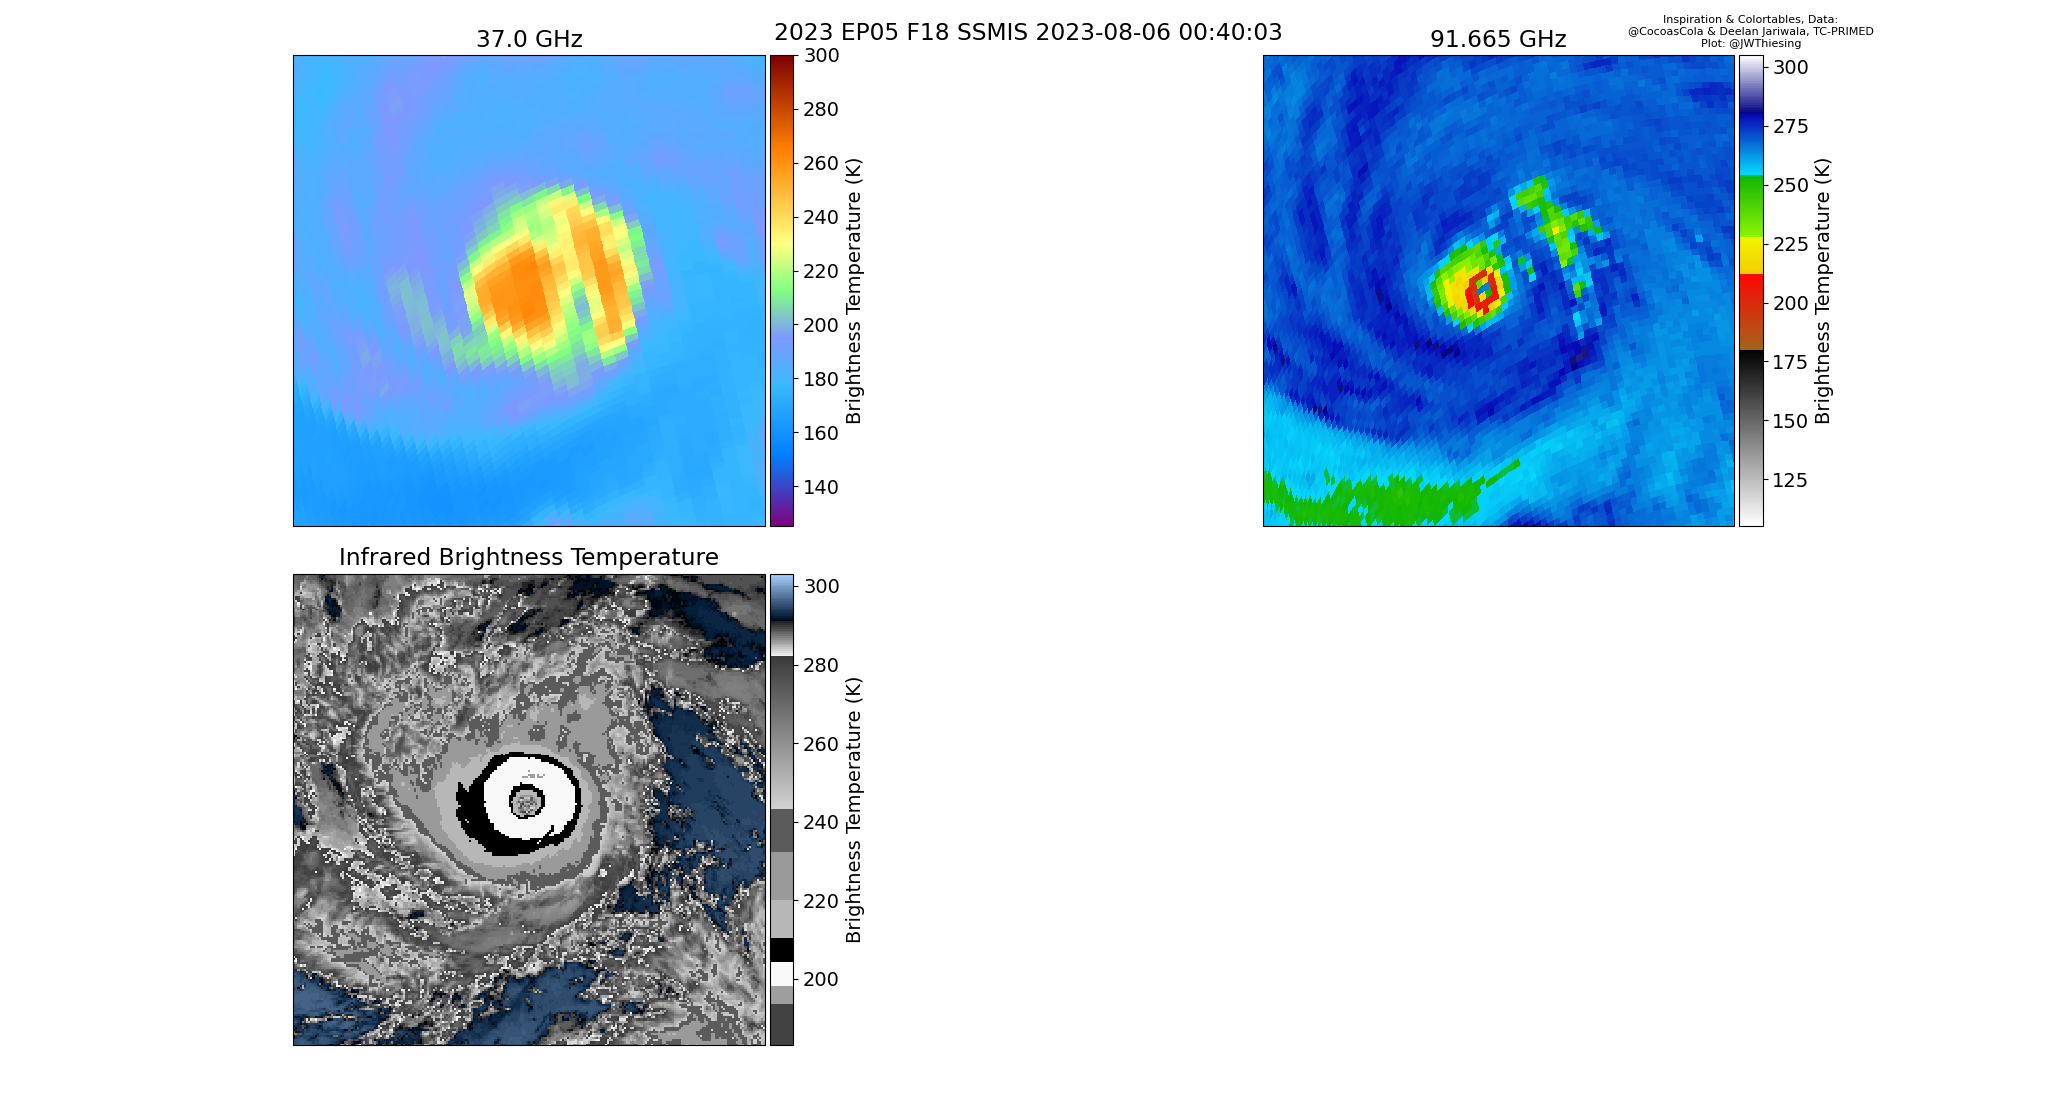 2023 EP05 F18 SSMIS 2023-08-06 00:40:03
Inspiration & Colortables, Data:
@CocoasCola & Deelan Jariwala, TC-PRIMED
Plot: @JWThiesing
37.0 GHz
300
280
260
240
220
200
180
160
140
Brightness Temperature (K)
91.665 GHz
300
275
250
225
200
175
150
125
Brightness Temperature (K)
Infrared Brightness Temperature
300
280
260
240
220
200
Brightness Temperature (K)